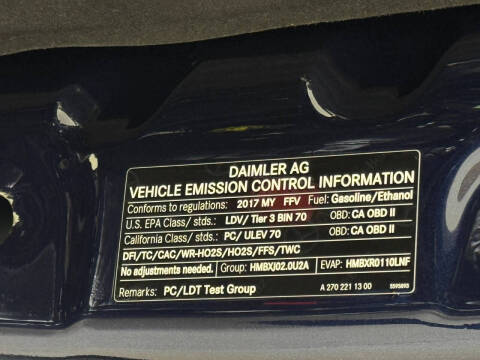 DAIMLER AG
VEHICLE EMISSION CONTROL INFORMATION
Conforms to regulations: 2017 MY FFV Fuel: Gasoline/Ethanol
U.S. EPA Class/ stds.: LDV/ Tier 3 BIN 70 OBD: CA OBD II
California Class/ stds.: PC/ ULEV 70 OBD: CA OBD II
DFI/TC/CAC/WR-HO2S/HO2S/FFS/TWC
No adjustments needed. Group: HMBXJ02.0U2A EVAP: HMBXR0110LNF
Remarks: PC/LDT Test Group A 270 221 13 00 5595693